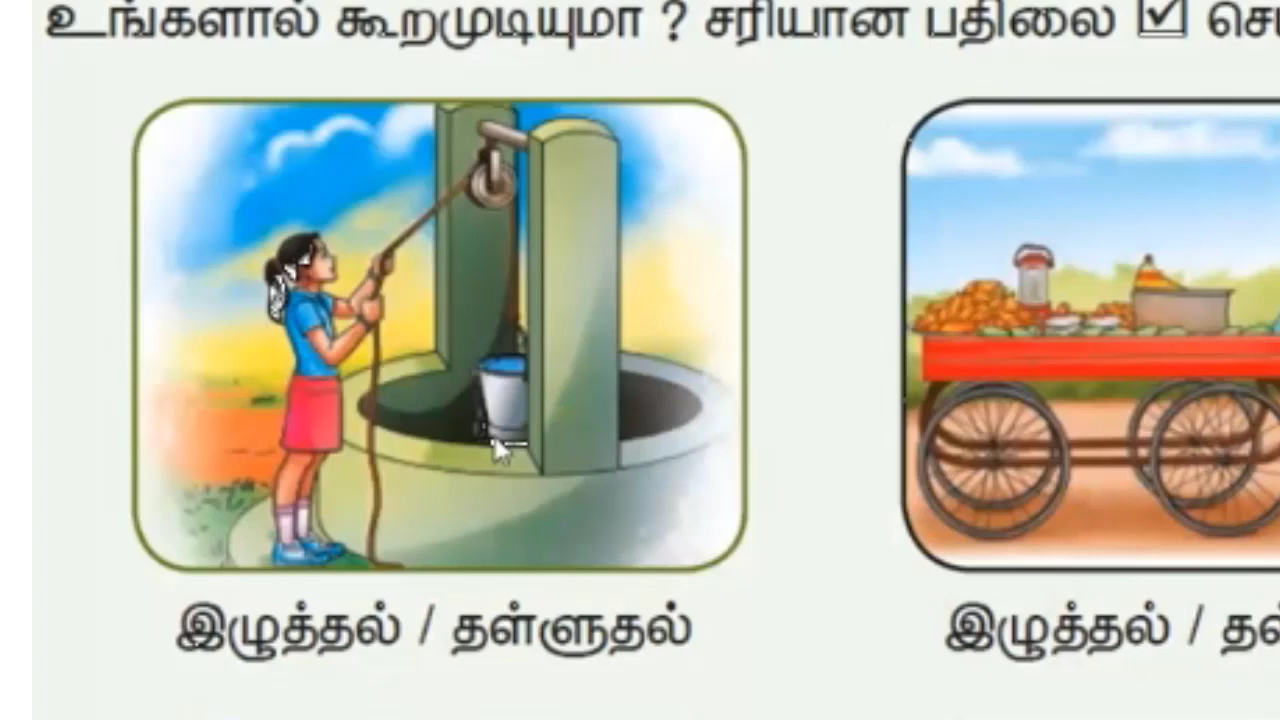 உங்களால் கூறமுடியுமா ? சரியான பதிலை ☑
இழுத்தல் / தள்ளுதல்
இழுத்தல் /